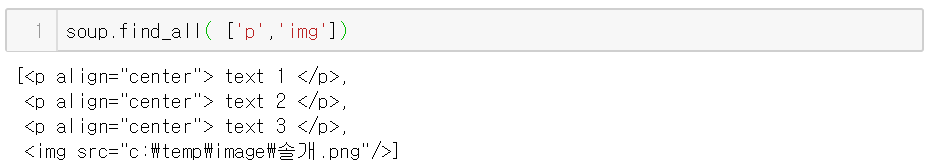 1 soup.find_all( ['p','img'])
[<p align="center"> text 1 </p>,
<p align="center"> text 2 </p>,
<p align="center"> text 3 </p>,
<img src="c:₩temp₩image₩솔개.png"/>]